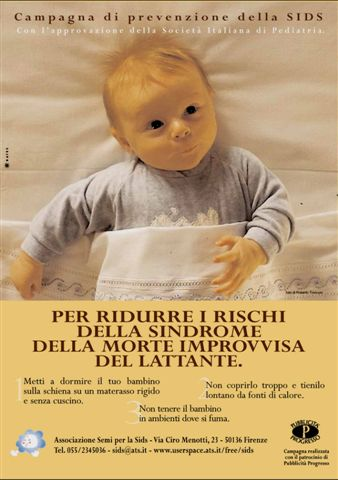 Campagna di prevenzione della SIDS
Con l'approvazione della Società Italiana di Pediatria.
PER RIDURRE I RISCHI
DELLA SINDROME
DELLA MORTE IMPROVVISA
DEL LATTANTE.
1 Metti a dormire il tuo bambino
sulla schiena su un materasso rigido
e senza cuscino.
2 Non coprirlo troppo e tienilo
lontano da fonti di calore.
3 Non tenere il bambino
in ambienti dove si fuma.
Associazione Semi per la Sids - Via Ciro Menotti, 23 - 50136 Firenze
Tel. 055/2345036 - sids@ats.it - www.userspace.ats.it/free/sids
PUBBLICITÀ
P
PROGRESSO
Campagna realizzata
con il patrocinio di
Pubblicità Progresso